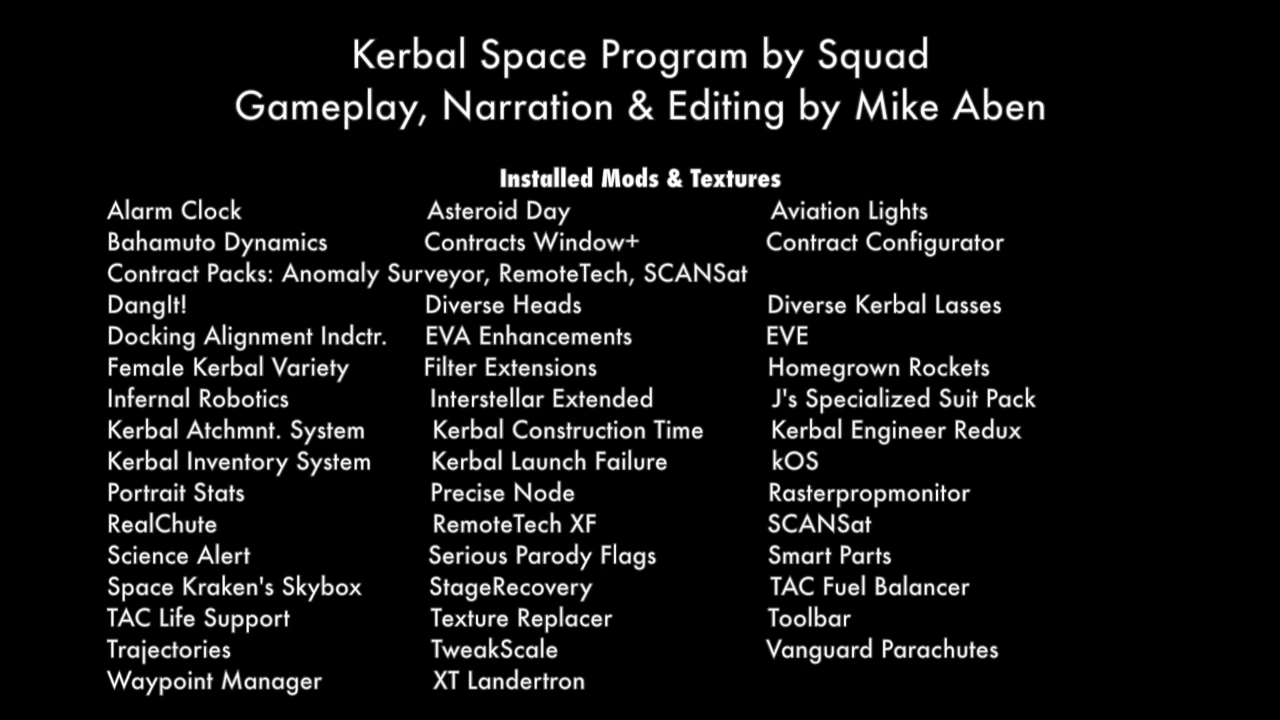 Kerbal Space Program by Squad
Gameplay, Narration & Editing by Mike Aben
Installed Mods & Textures
Alarm Clock Asteroid Day Aviation Lights
Bahamuto Dynamics Contracts Window+ Contract Configurator
Contract Packs: Anomaly Surveyor, RemoteTech, SCANSat
DangIt! Diverse Heads Diverse Kerbal Lasses
Docking Alignment Indctr. EVA Enhancements EVE
Female Kerbal Variety Filter Extensions Homegrown Rockets
Infernal Robotics Interstellar Extended J's Specialized Suit Pack
Kerbal Atchmnt. System Kerbal Construction Time Kerbal Engineer Redux
Kerbal Inventory System Kerbal Launch Failure kOS
Portrait Stats Precise Node Rasterpropmonitor
RealChute RemoteTech XF SCANSat
Science Alert Serious Parody Flags Smart Parts
Space Kraken's Skybox StageRecovery TAC Fuel Balancer
TAC Life Support Texture Replacer Toolbar
Trajectories TweakScale Vanguard Parachutes
Waypoint Manager XT Landertron